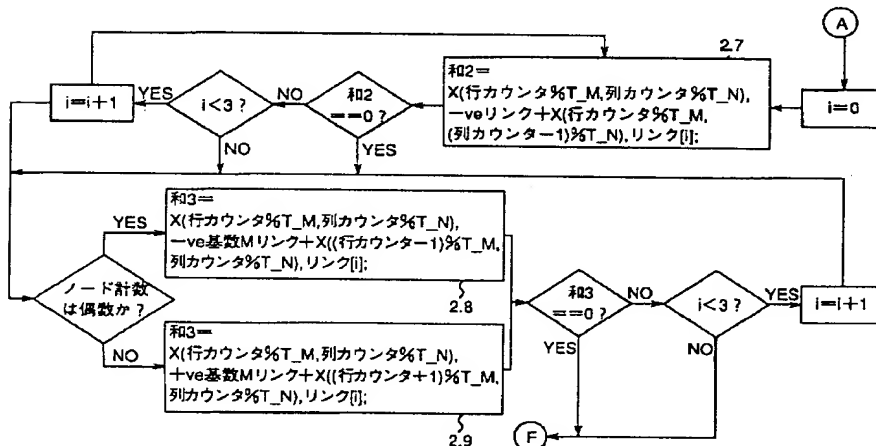 A
2.7
和2=
X(行カウンタ%T_M,列カウンタ%T_N),
ーveリンク+X(行カウンタ%T_M,
(列カウンター1)%T_N),リンク[i];
i=0
和2
==0?
NO
YES
i<3?
YES
NO
i=i+1
ノード計数
は偶数か?
YES
NO
和3=
X(行カウンタ%T_M,列カウンタ%T_N),
ーve基数Mリンク+X((行カウンター1)%T_M,
列カウンタ%T_N),リンク[i];
2.8
和3=
X(行カウンタ%T_M,列カウンタ%T_N),
+ve基数Mリンク+X((行カウンタ+1)%T_M,
列カウンタ%T_N),リンク[i];
2.9
和3
==0?
NO
YES
i<3?
YES
NO
i=i+1
F